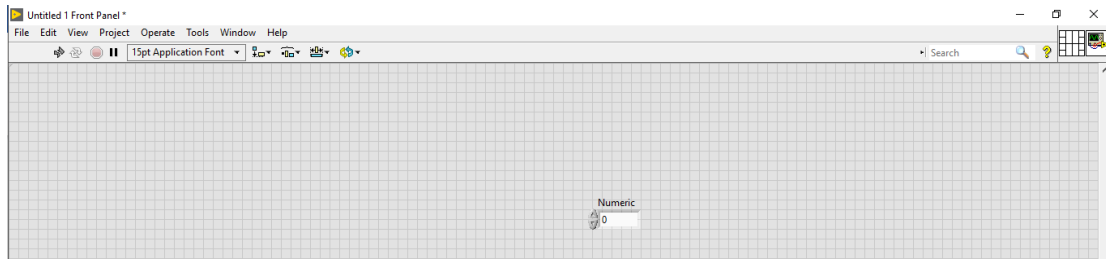 Untitled 1 Front Panel *
File Edit View Project Operate Tools Window Help
15pt Application Font
Search
Numeric
0